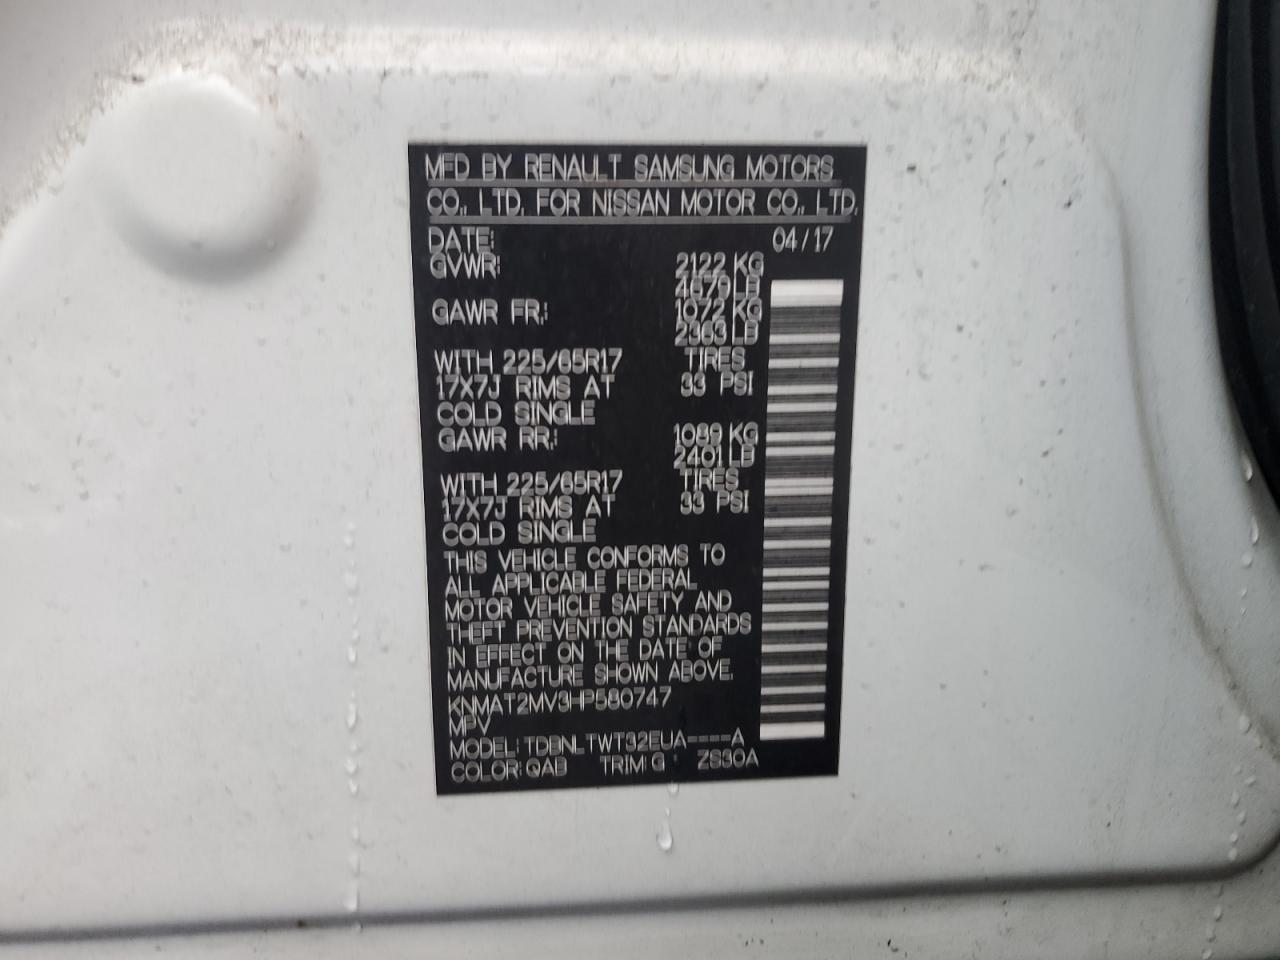 MFD BY RENAULT SAMSUNG MOTORS
CO., LTD. FOR NISSAN MOTOR CO., LTD.
DATE: 04/17
GVWR: 2122 KG
4679 LB
GAWR FR.: 1072 KG
2363 LB
WITH 225/65R17 TIRES
17X7J RIMS AT 33 PSI
COLD SINGLE
GAWR RR.: 1089 KG
2401 LB
WITH 225/65R17 TIRES
17X7J RIMS AT 33 PSI
COLD SINGLE
THIS VEHICLE CONFORMS TO
ALL APPLICABLE FEDERAL
MOTOR VEHICLE SAFETY AND
THEFT PREVENTION STANDARDS
IN EFFECT ON THE DATE OF
MANUFACTURE SHOWN ABOVE.
KNMAT2MV3HP580747
MPV
MODEL: TDBNLTWT32EUA----A
COLOR: QAB TRIM: G ZS30A